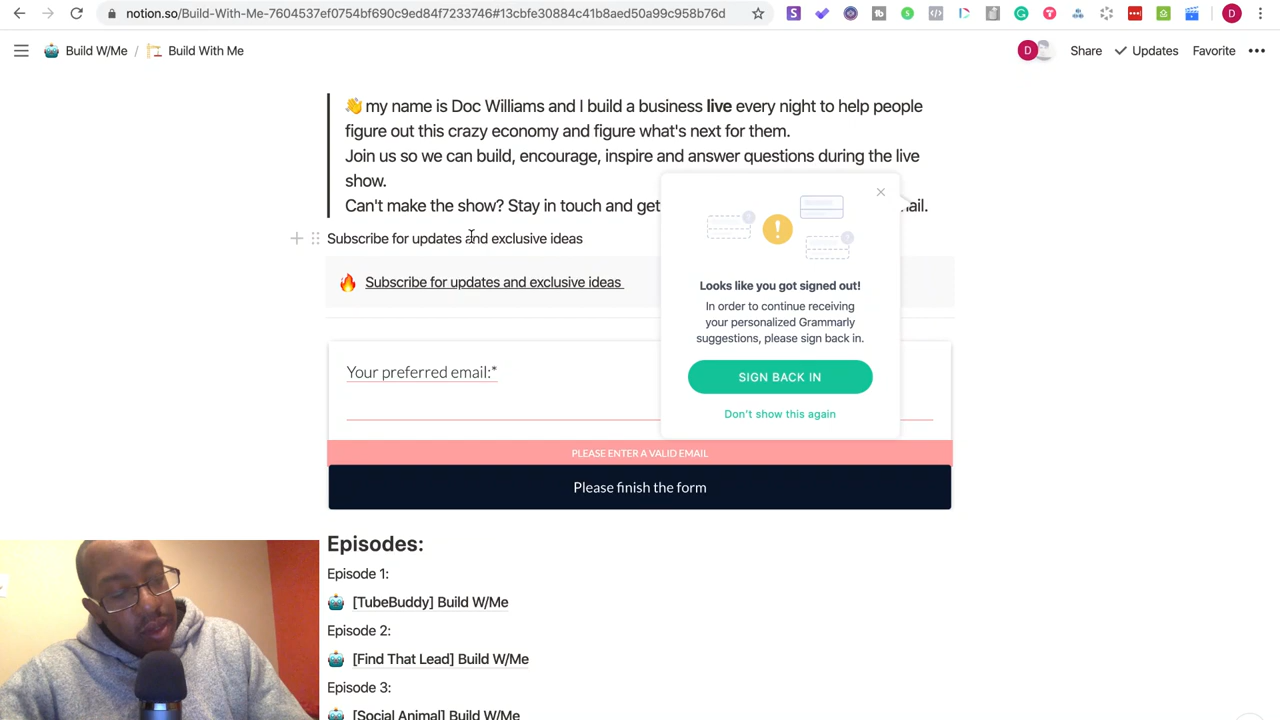 notion.so/Build-With-Me-7604537ef0754bf690c9ed84f7233746#13cbfe30884c41b8aed50a99c958b76d
D
Build W/Me / Build With Me
D
Share
Updates
Favorite
👋 my name is Doc Williams and I build a business live every night to help people
figure out this crazy economy and figure what's next for them.
Join us so we can build, encourage, inspire and answer questions during the live
show.
Can't make the show? Stay in touch and get
ail.
Subscribe for updates and exclusive ideas
🔥 Subscribe for updates and exclusive ideas
Looks like you got signed out!
In order to continue receiving
your personalized Grammarly
suggestions, please sign back in.
SIGN BACK IN
Don't show this again
Your preferred email:*
PLEASE ENTER A VALID EMAIL
Please finish the form
Episodes:
Episode 1:
[TubeBuddy] Build W/Me
Episode 2:
[Find That Lead] Build W/Me
Episode 3:
[Social Animal] Build W/Me